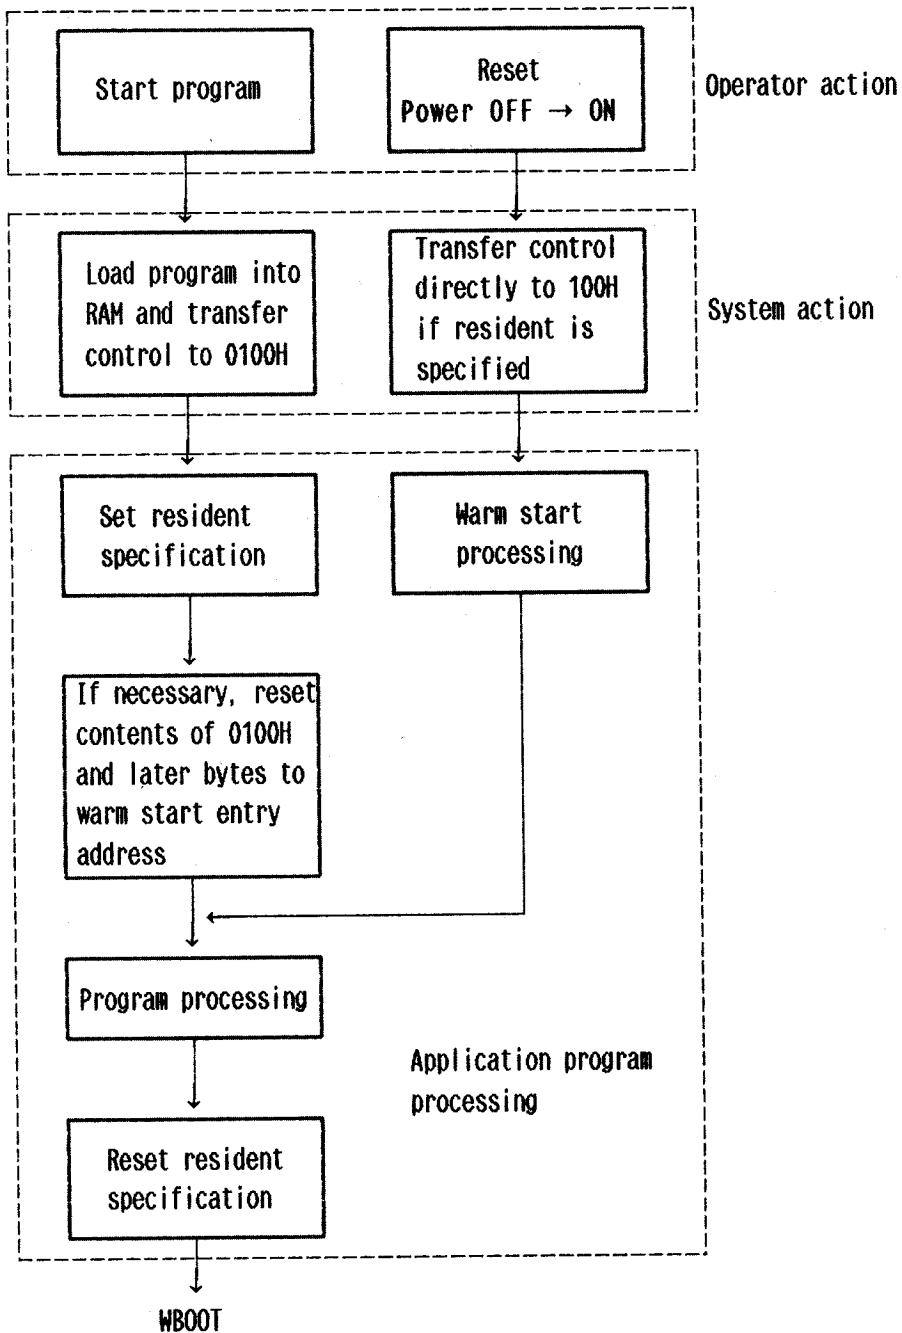 Start program
Reset
Power OFF → ON
Operator action
Load program into
RAM and transfer
control to 0100H
Transfer control
directly to 100H
if resident is
specified
System action
Set resident
specification
Warm start
processing
If necessary, reset
contents of 0100H
and later bytes to
warm start entry
address
Program processing
Application program
processing
Reset resident
specification
WBOOT